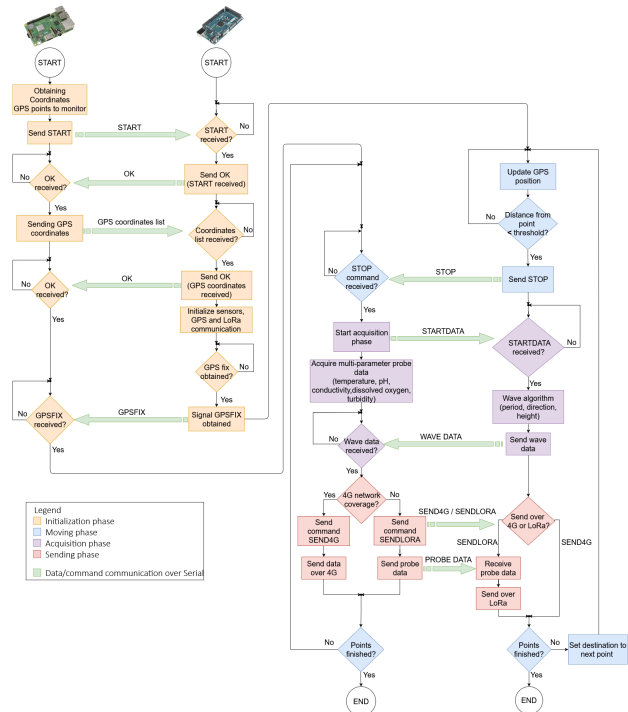 START
START
Obtaining
Coordinates
GPS points to monitor
Send START
START
START
received?
No
Yes
OK
received?
No
Yes
OK
Send OK
(START received)
Sending GPS
coordinates
GPS coordinates list
Coordinates
list received?
No
Yes
OK
received?
No
Yes
OK
Send OK
(GPS coordinates
received)
Initialize sensors,
GPS and LoRa
communication
GPS fix
obtained?
No
Yes
GPSFIX
received?
No
Yes
GPSFIX
Signal GPSFIX
obtained
Update GPS
position
Distance from
point
< threshold?
No
Yes
STOP
command
received?
No
Yes
STOP
Send STOP
Start acquisition
phase
STARTDATA
STARTDATA
received?
No
Yes
Acquire multi-parameter probe
data
(temperature, pH,
conductivity,dissolved oxygen,
turbidity)
Wave algorithm
(period, direction,
height)
Wave data
received?
No
Yes
WAVE DATA
Send wave
data
4G network
coverage?
Yes
No
Send
command
SEND4G
Send
command
SENDLORA
SEND4G / SENDLORA
Send over
4G or LoRa?
SENDLORA
SEND4G
Send data
over 4G
Send probe
data
PROBE DATA
Receive
probe data
Send over
LoRa
Points
finished?
No
Yes
Points
finished?
No
Yes
Set destination to
next point
END
END
Legend
Initialization phase
Moving phase
Acquisition phase
Sending phase
Data/command communication over Serial